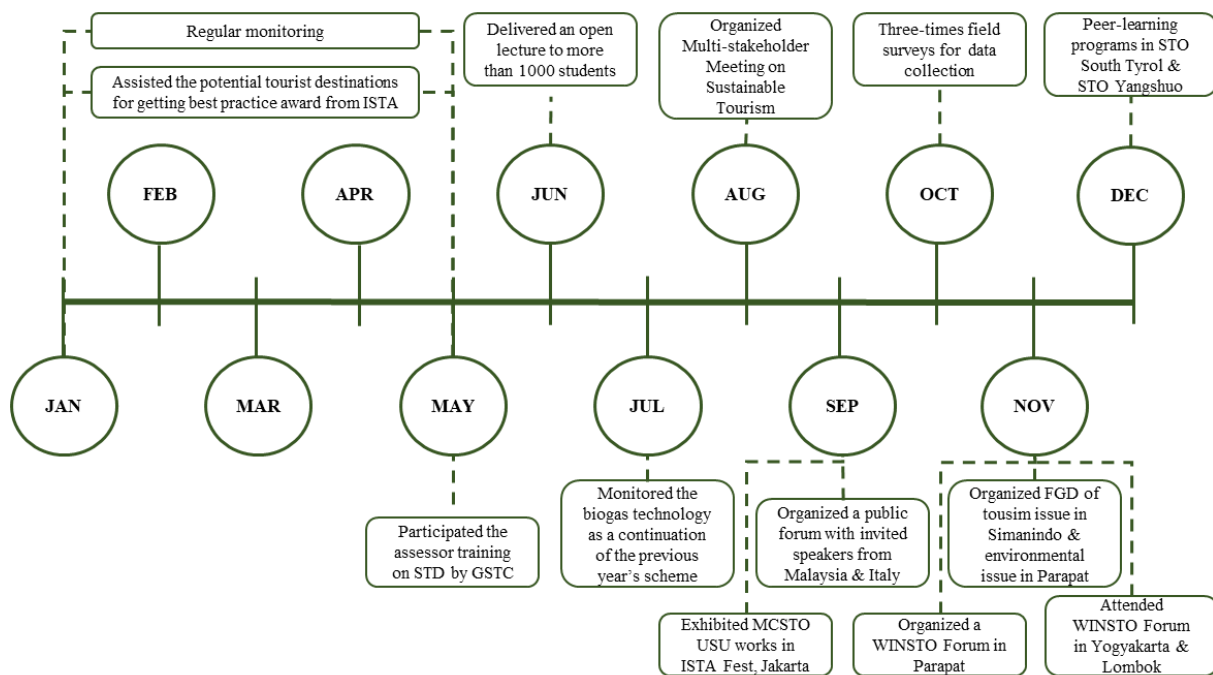 Regular monitoring
Assisted the potential tourist destinations
for getting best practice award from ISTA
Delivered an open
lecture to more
than 1000 students
Organized
Multi-stakeholder
Meeting on
Sustainable
Tourism
Three-times field
surveys for data
collection
Peer-learning
programs in STO
South Tyrol &
STO Yangshuo
FEB
APR
JUN
AUG
OCT
DEC
JAN
MAR
MAY
JUL
SEP
NOV
Participated the
assessor training
on STD by GSTC
Monitored the
biogas technology
as a continuation
of the previous
year’s scheme
Exhibited MCSTO
USU works in
ISTA Fest, Jakarta
Organized a public
forum with invited
speakers from
Malaysia & Italy
Organized a
WINSTO Forum in
Parapat
Organized FGD of
tousim issue in
Simanindo &
environmental
issue in Parapat
Attended
WINSTO Forum
in Yogyakarta &
Lombok